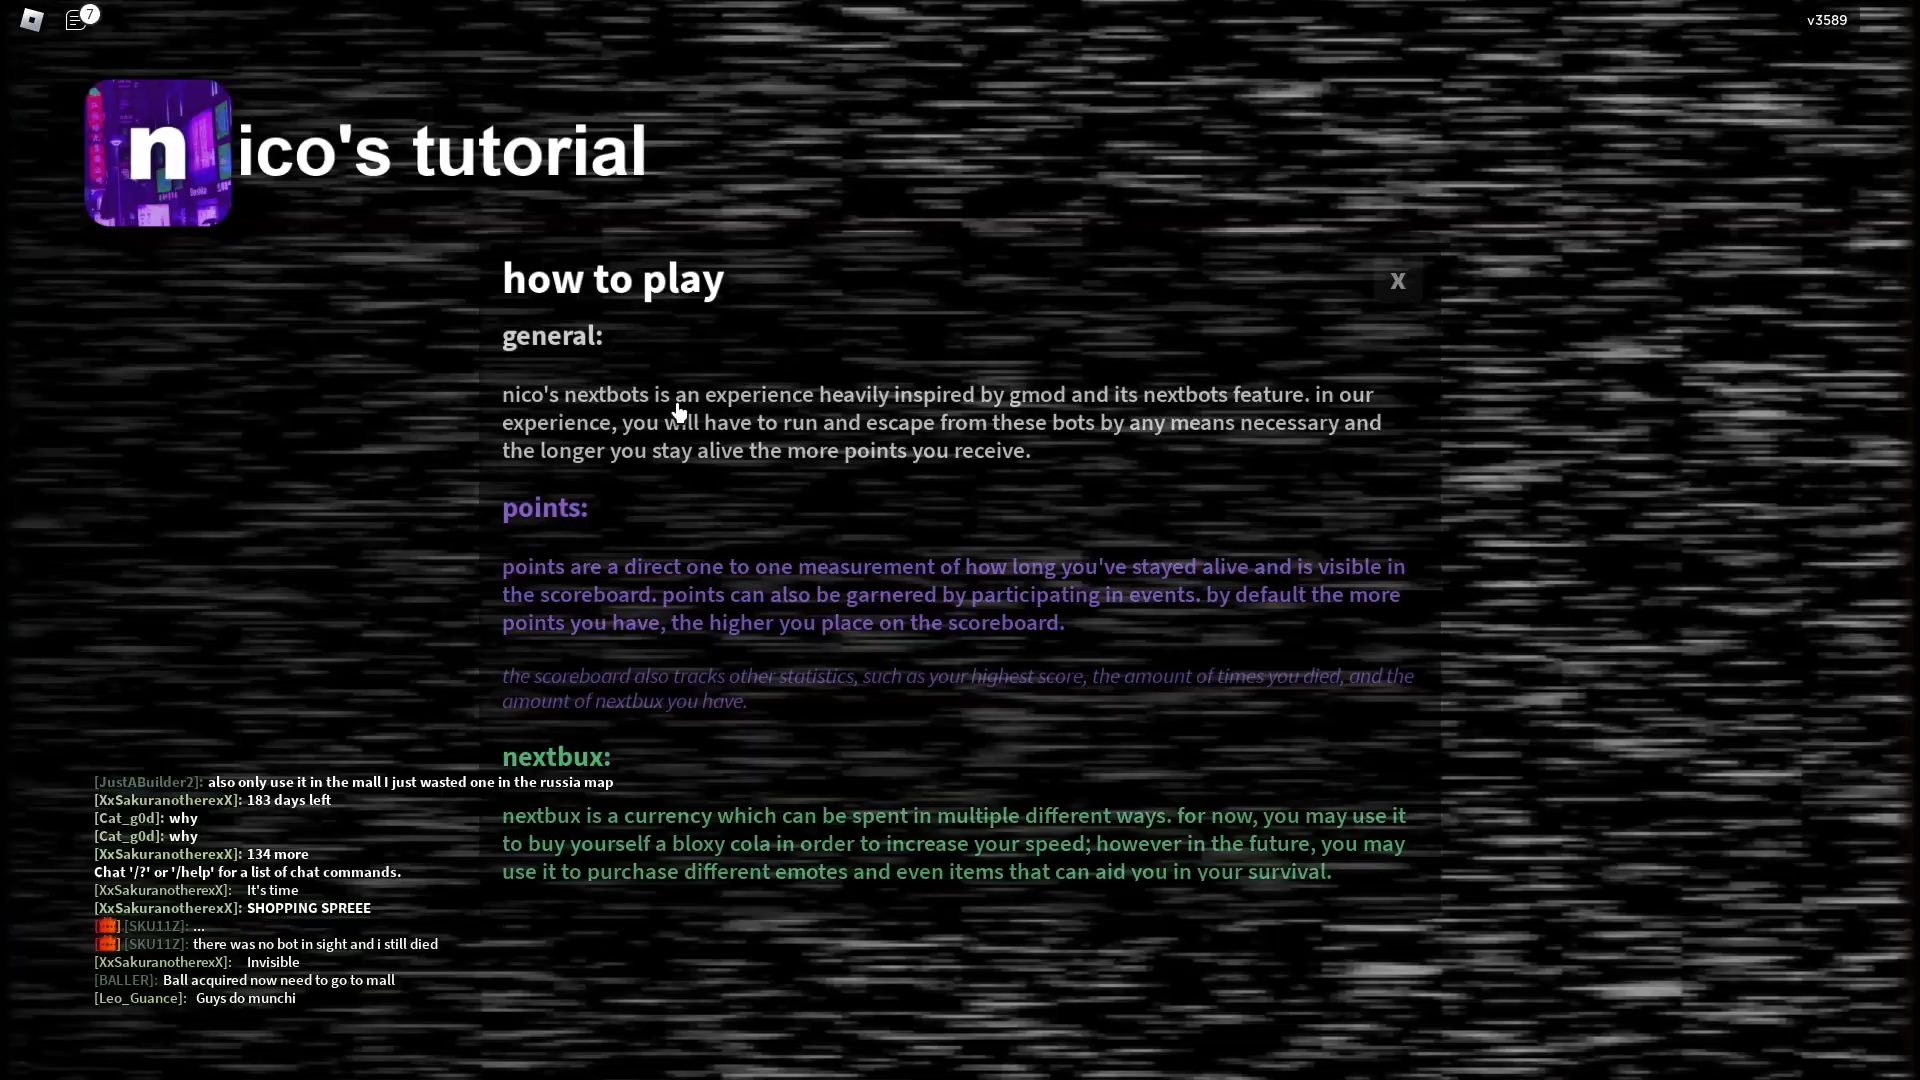 7
v3589
nico's tutorial
how to play
X
general:
nico's nextbots is an experience heavily inspired by gmod and its nextbots feature. in our
experience, you will have to run and escape from these bots by any means necessary and
the longer you stay alive the more points you receive.
points:
points are a direct one to one measurement of how long you've stayed alive and is visible in
the scoreboard. points can also be garnered by participating in events. by default the more
points you have, the higher you place on the scoreboard.
the scoreboard also tracks other statistics, such as your highest score, the amount of times you died, and the
amount of nextbux you have.
nextbux:
nextbux is a currency which can be spent in multiple different ways. for now, you may use it
to buy yourself a bloxy cola in order to increase your speed; however in the future, you may
use it to purchase different emotes and even items that can aid you in your survival.
[JustABuilder2]: also only use it in the mall I just wasted one in the russia map
[XxSakuranotherexX]: 183 days left
[Cat_g0d]: why
[Cat_g0d]: why
[XxSakuranotherexX]: 134 more
Chat '/?' or '/help' for a list of chat commands.
[XxSakuranotherexX]: It's time
[XxSakuranotherexX]: SHOPPING SPREEE
[SKU11Z]: ...
[SKU11Z]: there was no bot in sight and i still died
[XxSakuranotherexX]: Invisible
[BALLER]: Ball acquired now need to go to mall
[Leo_Guance]: Guys do munchi